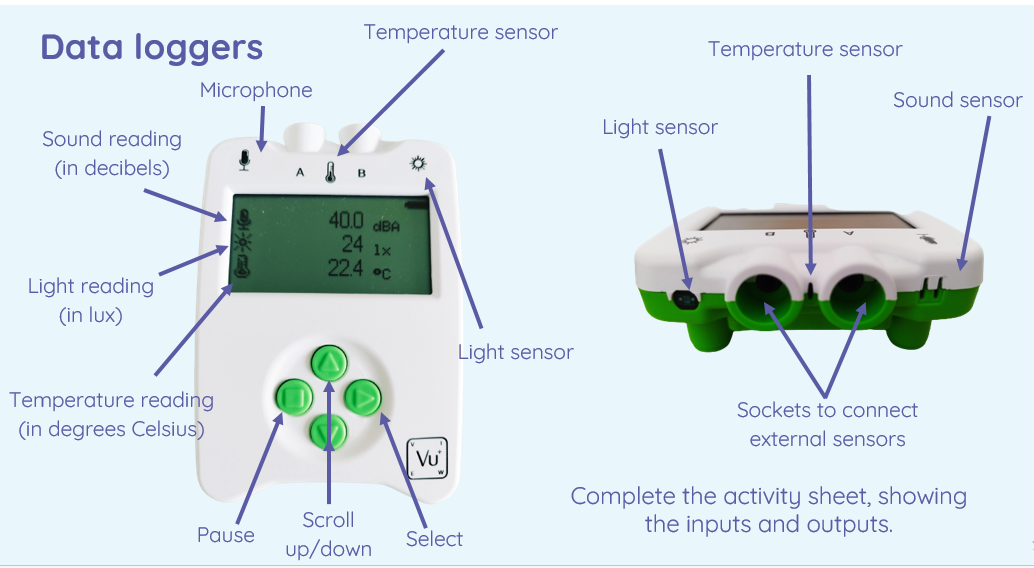 Data loggers
Temperature sensor
Microphone
Sound reading
(in decibels)
A
B
40.0 dBA
24 lx
22.4 °C
Light reading
(in lux)
Temperature reading
(in degrees Celsius)
Light sensor
Vu+
V I
E W
Pause
Scroll
up/down
Select
Temperature sensor
Light sensor
Sound sensor
B
A
Sockets to connect
external sensors
Complete the activity sheet, showing
the inputs and outputs.